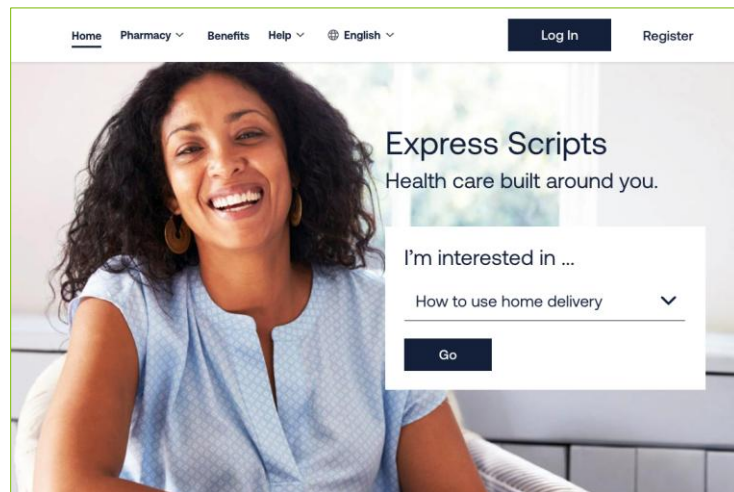 Home Pharmacy Benefits Help English Log In Register
Express Scripts
Health care built around you.
I'm interested in ...
How to use home delivery
Go